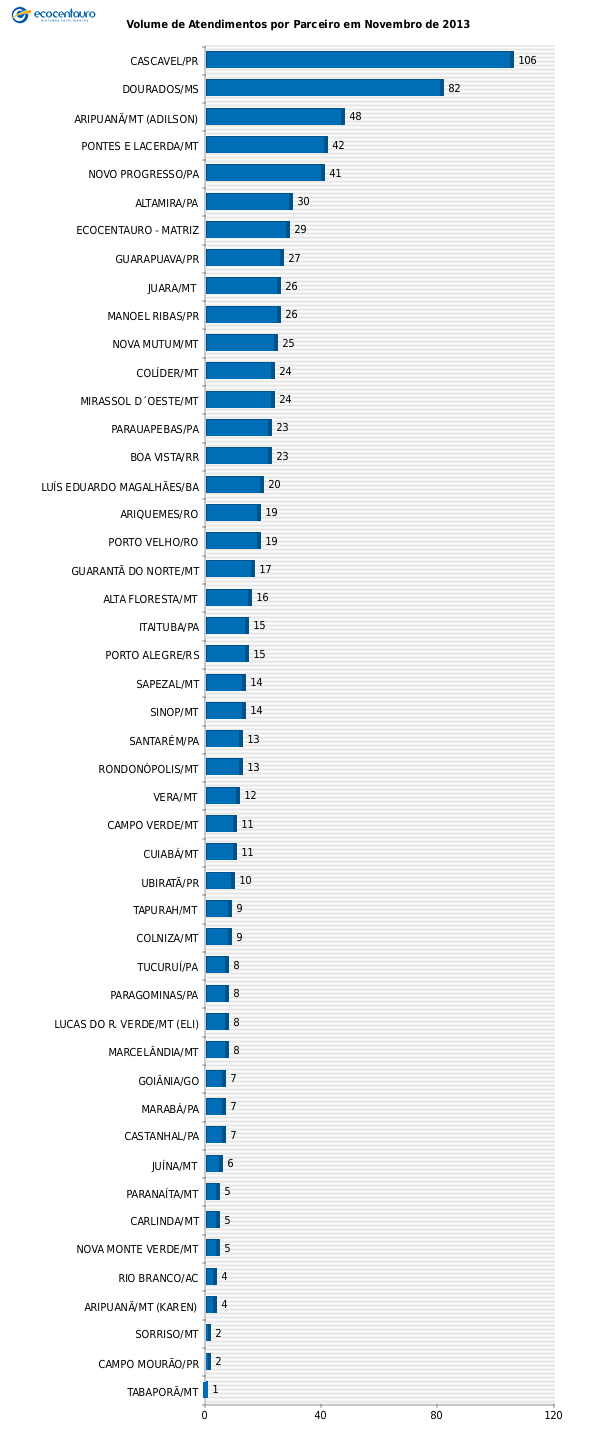 ecocentauro
Volume de Atendimentos por Parceiro em Novembro de 2013
CASCAVEL/PR 106
DOURADOS/MS 82
ARIPUANÃ/MT (ADILSON) 48
PONTES E LACERDA/MT 42
NOVO PROGRESSO/PA 41
ALTAMIRA/PA 30
ECOCENTAURO - MATRIZ 29
GUARAPUAVA/PR 27
JUARA/MT 26
MANOEL RIBAS/PR 26
NOVA MUTUM/MT 25
COLÍDER/MT 24
MIRASSOL D´OESTE/MT 24
PARAUAPEBAS/PA 23
BOA VISTA/RR 23
LUÍS EDUARDO MAGALHÃES/BA 20
ARIQUEMES/RO 19
PORTO VELHO/RO 19
GUARANTÃ DO NORTE/MT 17
ALTA FLORESTA/MT 16
ITAITUBA/PA 15
PORTO ALEGRE/RS 15
SAPEZAL/MT 14
SINOP/MT 14
SANTARÉM/PA 13
RONDONÓPOLIS/MT 13
VERA/MT 12
CAMPO VERDE/MT 11
CUIABÁ/MT 11
UBIRATÃ/PR 10
TAPURAH/MT 9
COLNIZA/MT 9
TUCURUÍ/PA 8
PARAGOMINAS/PA 8
LUCAS DO R. VERDE/MT (ELI) 8
MARCELÂNDIA/MT 8
GOIÂNIA/GO 7
MARABÁ/PA 7
CASTANHAL/PA 7
JUÍNA/MT 6
PARANAÍTA/MT 5
CARLINDA/MT 5
NOVA MONTE VERDE/MT 5
RIO BRANCO/AC 4
ARIPUANÃ/MT (KAREN) 4
SORRISO/MT 2
CAMPO MOURÃO/PR 2
TABAPORÃ/MT 1
0 40 80 120